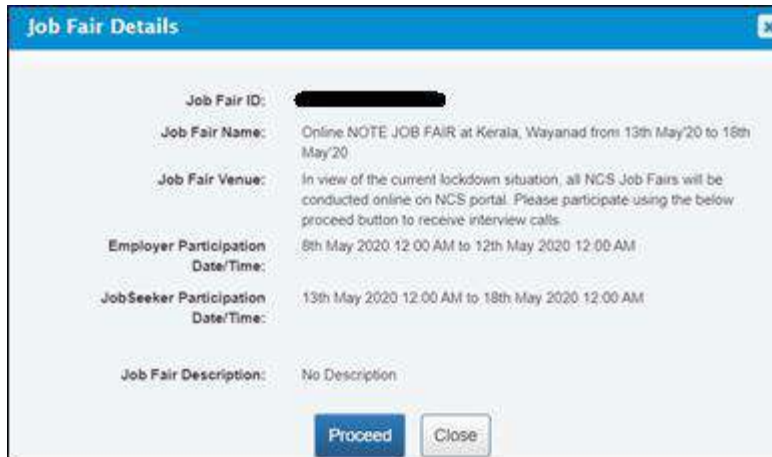 Job Fair Details
x
Job Fair ID:
Job Fair Name: Online NOTE JOB FAIR at Kerala, Wayanad from 13th May'20 to 18th
May'20
Job Fair Venue: In view of the current lockdown situation, all NCS Job Fairs will be
conducted online on NCS portal. Please participate using the below
proceed button to receive interview calls.
Employer Participation 8th May 2020 12:00 AM to 12th May 2020 12:00 AM
Date/Time:
JobSeeker Participation 13th May 2020 12:00 AM to 18th May 2020 12:00 AM
Date/Time:
Job Fair Description: No Description
Proceed Close